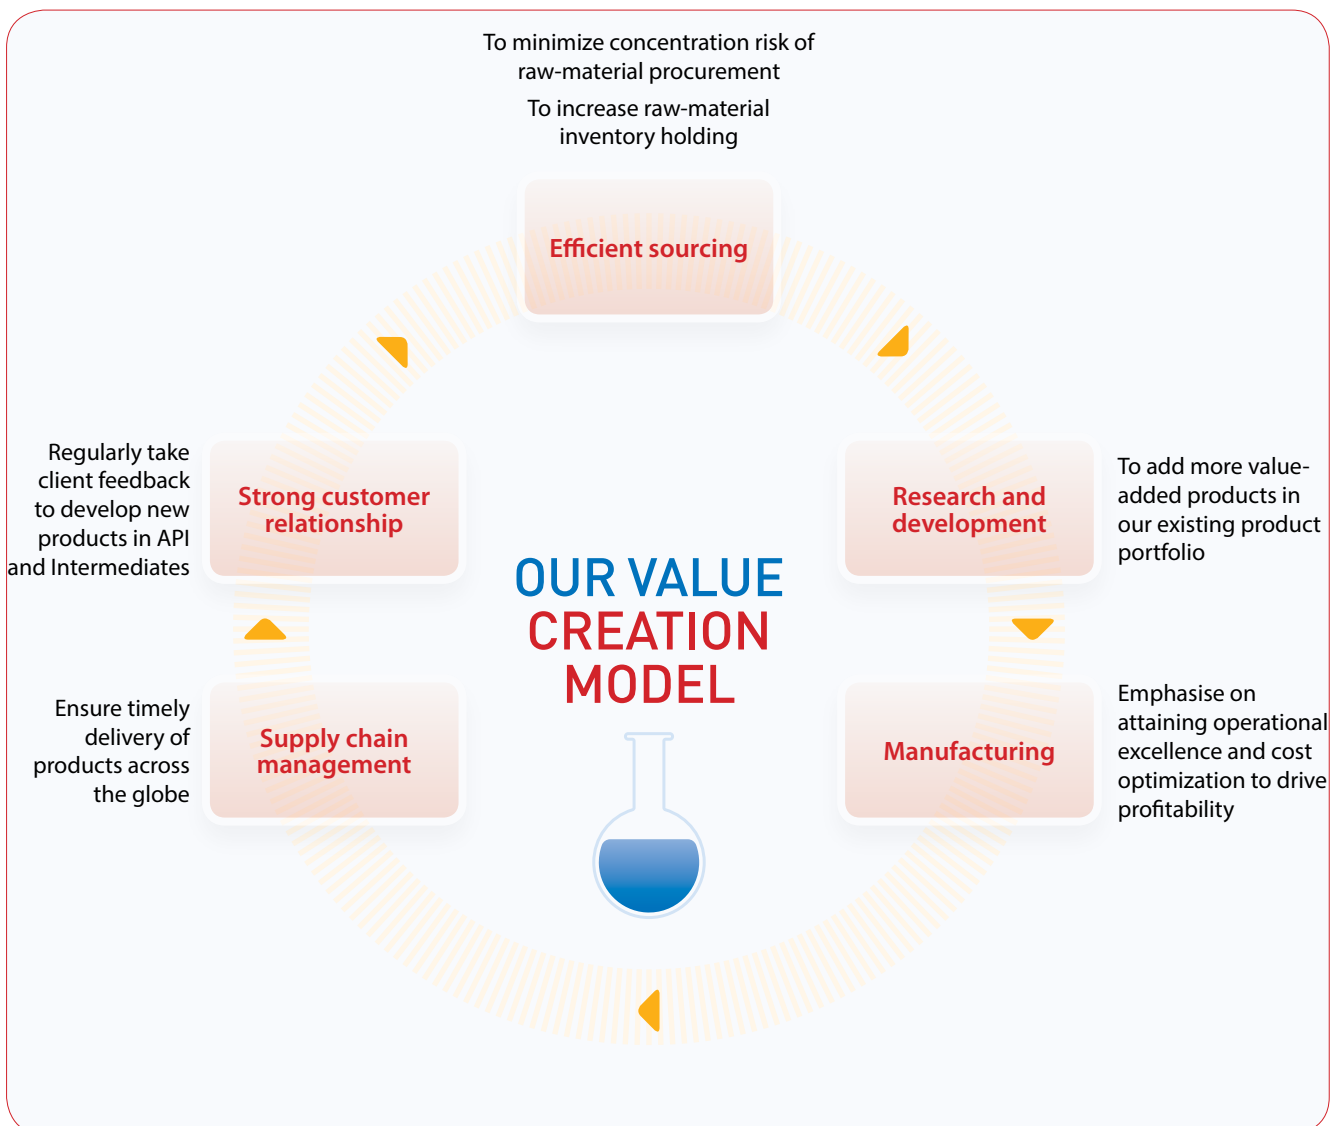 To minimize concentration risk of
raw-material procurement
To increase raw-material
inventory holding
Efficient sourcing
Regularly take
client feedback
to develop new
products in API
and Intermediates
Strong customer
relationship
Research and
development
To add more value-
added products in
our existing product
portfolio
OUR VALUE
CREATION
MODEL
Ensure timely
delivery of
products across
the globe
Supply chain
management
Manufacturing
Emphasise on
attaining operational
excellence and cost
optimization to drive
profitability